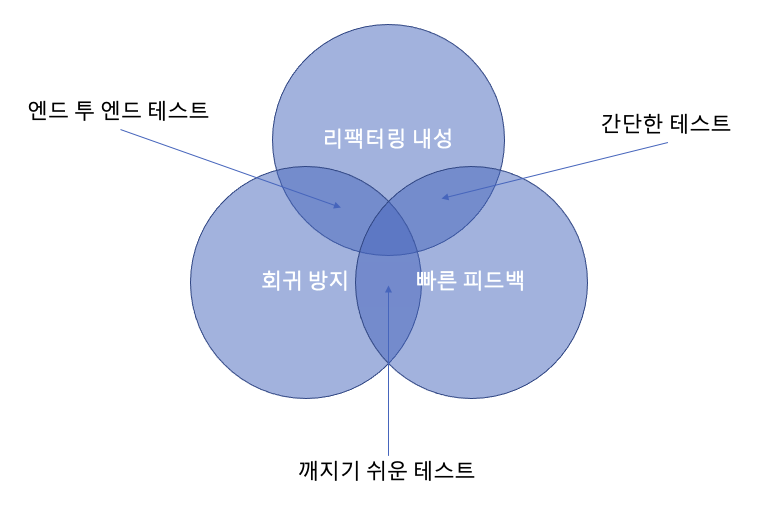 엔드 투 엔드 테스트
간단한 테스트
리팩터링 내성
회귀 방지
빠른 피드백
깨지기 쉬운 테스트